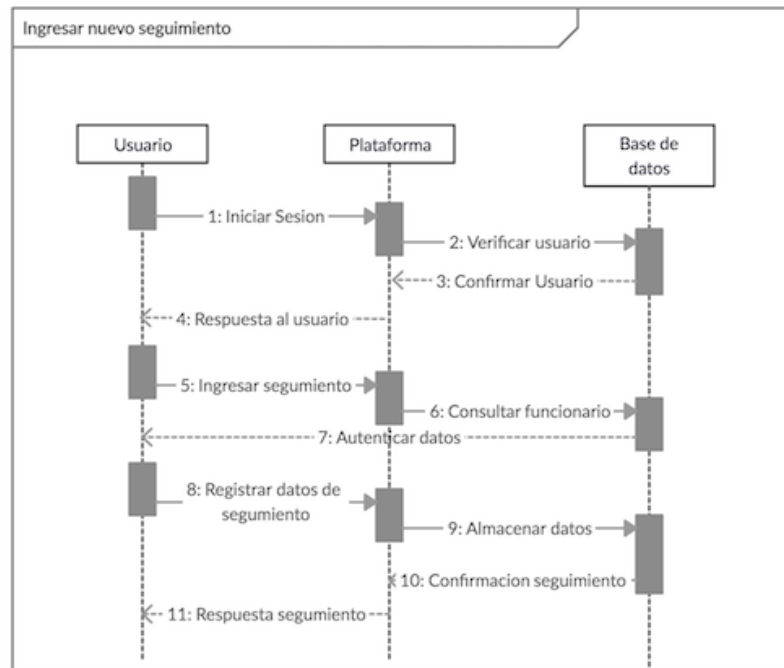 Ingresar nuevo seguimiento
Usuario
Plataforma
Base de
datos
1: Iniciar Sesion
2: Verificar usuario
3: Confirmar Usuario
4: Respuesta al usuario
5: Ingresar segumiento
6: Consultar funcionario
7: Autenticar datos
8: Registrar datos de
segumiento
9: Almacenar datos
10: Confirmacion seguimiento
11: Respuesta segumiento